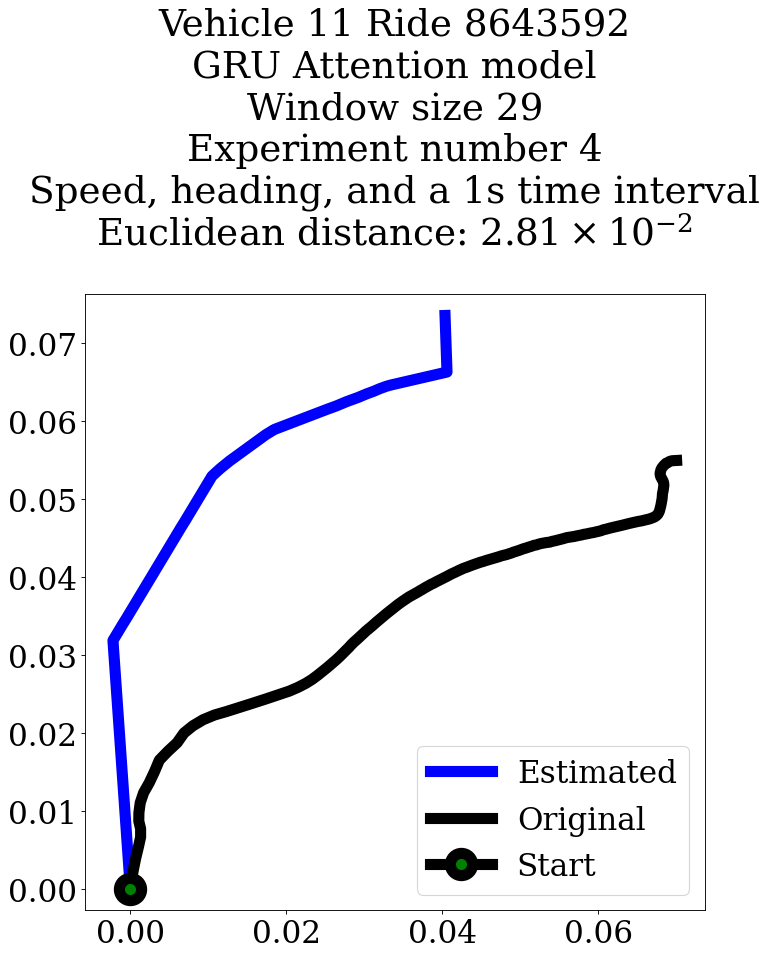 Vehicle 11 Ride 8643592
GRU Attention model
Window size 29
Experiment number 4
Speed, heading, and a 1s time interval
Euclidean distance: 2.81 × 10⁻²
0.07
0.06
0.05
0.04
0.03
0.02
0.01
0.00
Estimated
Original
Start
0.00 0.02 0.04 0.06